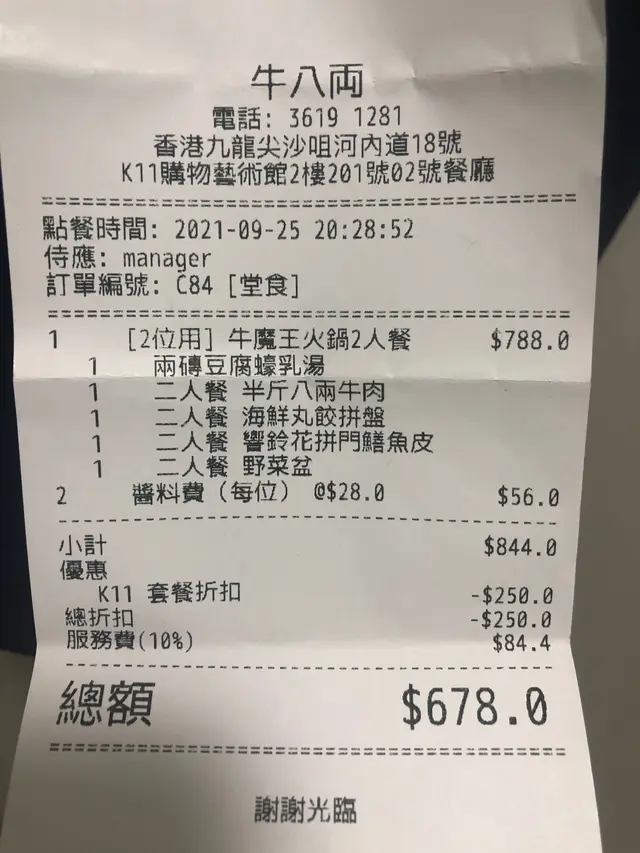 牛八両
電話: 3619 1281
香港九龍尖沙咀河內道18號
K11購物藝術館2樓201號02號餐廳
點餐時間: 2021-09-25 20:28:52
侍應: manager
訂單編號: C84 [堂食]
1 [2位用] 牛魔王火鍋2人餐 $788.0
1 兩磚豆腐蠔乳湯
1 二人餐 半斤八兩牛肉
1 二人餐 海鮮丸餃拼盤
1 二人餐 響鈴花拼門鱔魚皮
1 二人餐 野菜盆
2 醬料費（每位） @$28.0 $56.0
小計 $844.0
優惠
K11 套餐折扣 -$250.0
總折扣 -$250.0
服務費(10%) $84.4
總額 $678.0
謝謝光臨